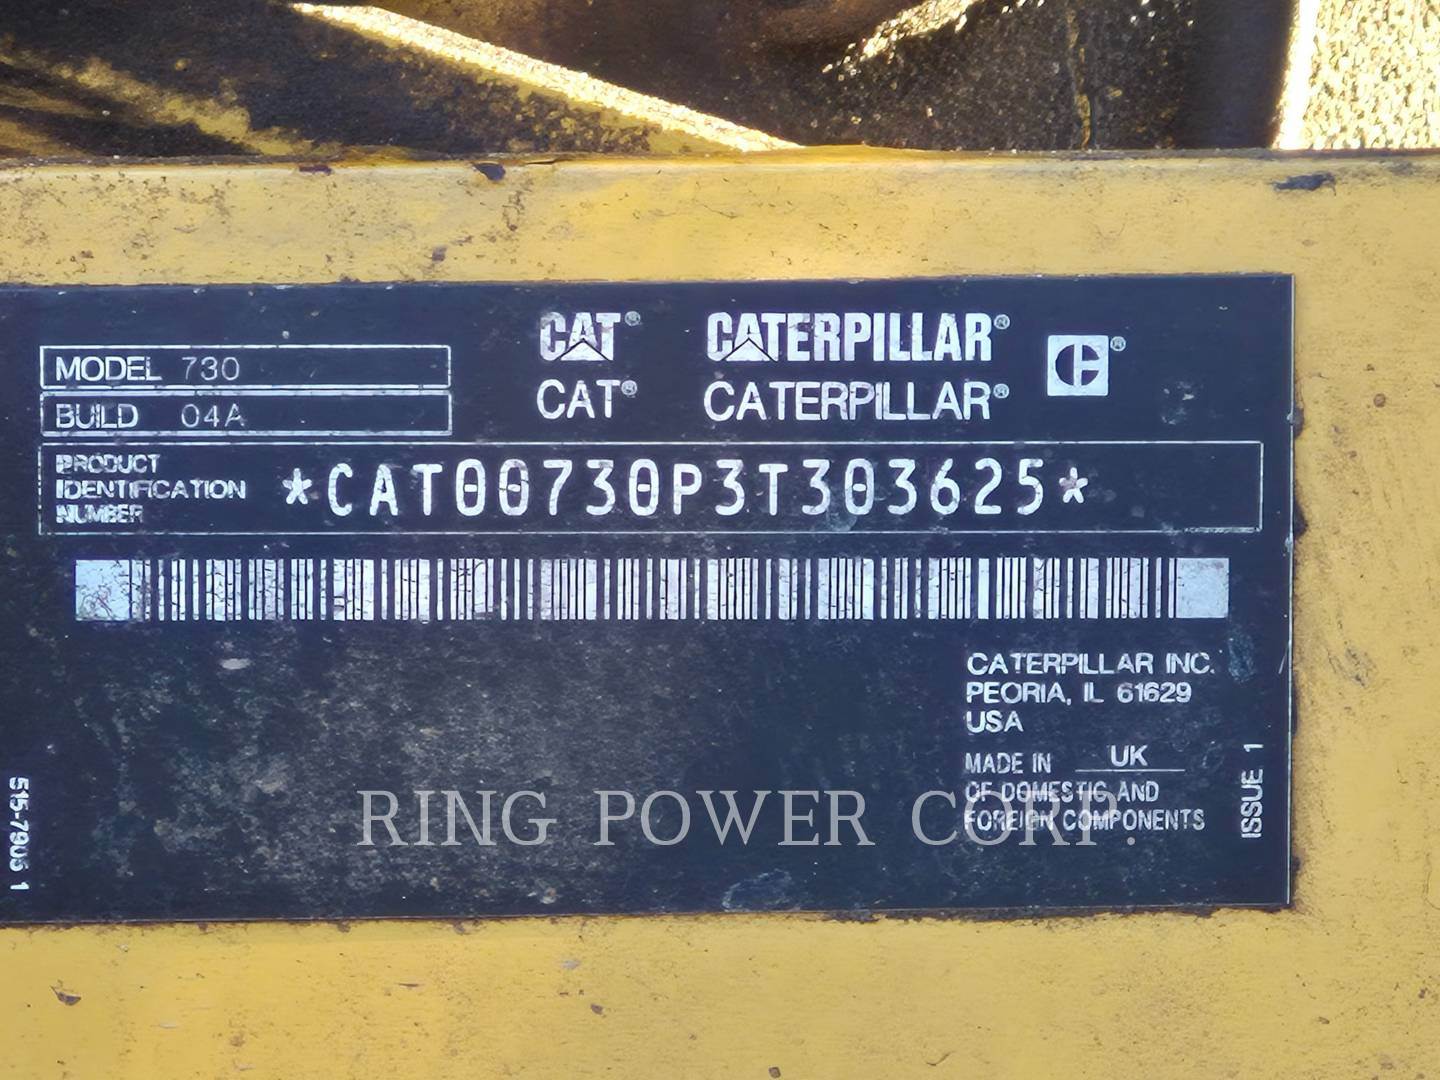 CAT® CATERPILLAR® C®
CAT® CATERPILLAR®
MODEL 730
BUILD 04A
PRODUCT
IDENTIFICATION
NUMBER
*CAT00730P3T303625*
CATERPILLAR INC.
PEORIA, IL 61629
USA
MADE IN UK
OF DOMESTIC AND
FOREIGN COMPONENTS
ISSUE 1
515-7906 1
RING POWER CORP.